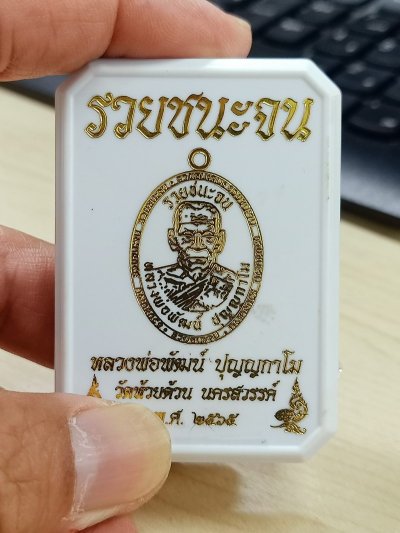 รวยชนะจน
รวยชนะจน
หลวงพ่อพัฒน์ ปุญญกาโม
หลวงพ่อพัฒน์ ปุญญกาโม
วัดห้วยด้วน นครสวรรค์
.ศ. ๒๕๖๕